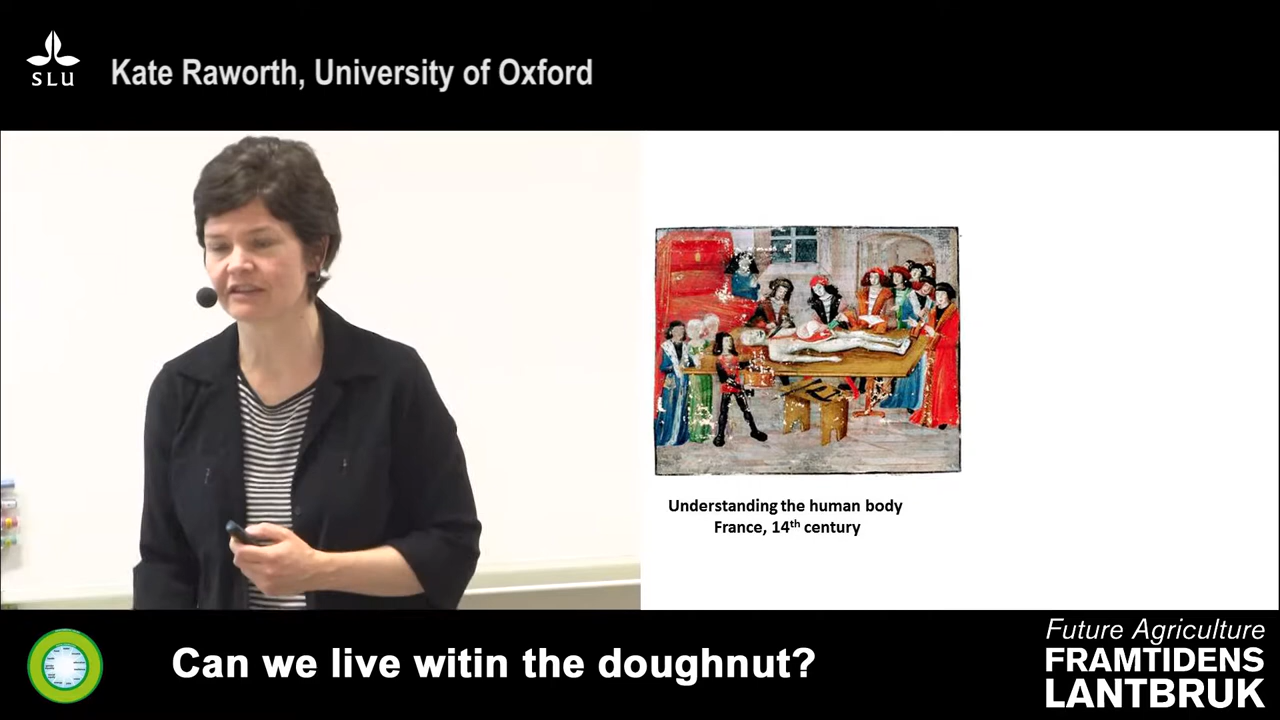 SLU
Kate Raworth, University of Oxford
Understanding the human body
France, 14th century
Can we live witin the doughnut?
Future Agriculture
FRAMTIDENS
LANTBRUK